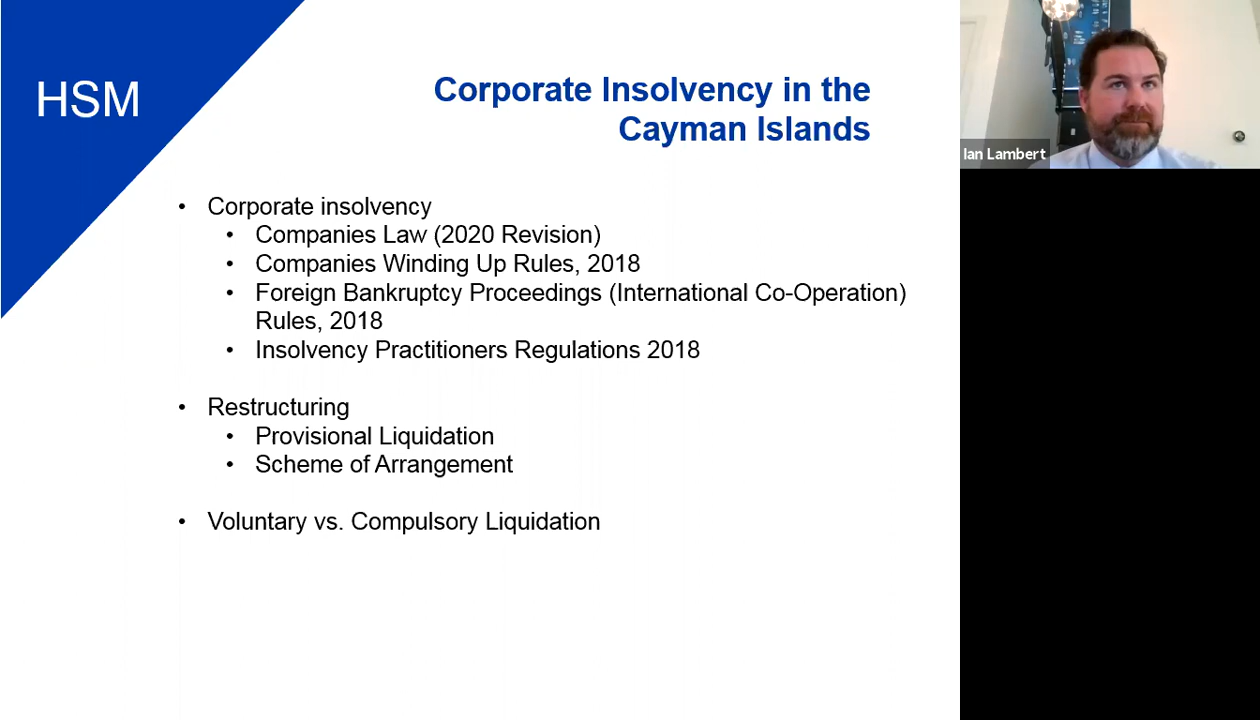 HSM
Corporate Insolvency in the
Cayman Islands
• Corporate insolvency
• Companies Law (2020 Revision)
• Companies Winding Up Rules, 2018
• Foreign Bankruptcy Proceedings (International Co-Operation)
Rules, 2018
• Insolvency Practitioners Regulations 2018
• Restructuring
• Provisional Liquidation
• Scheme of Arrangement
• Voluntary vs. Compulsory Liquidation
Ian Lambert